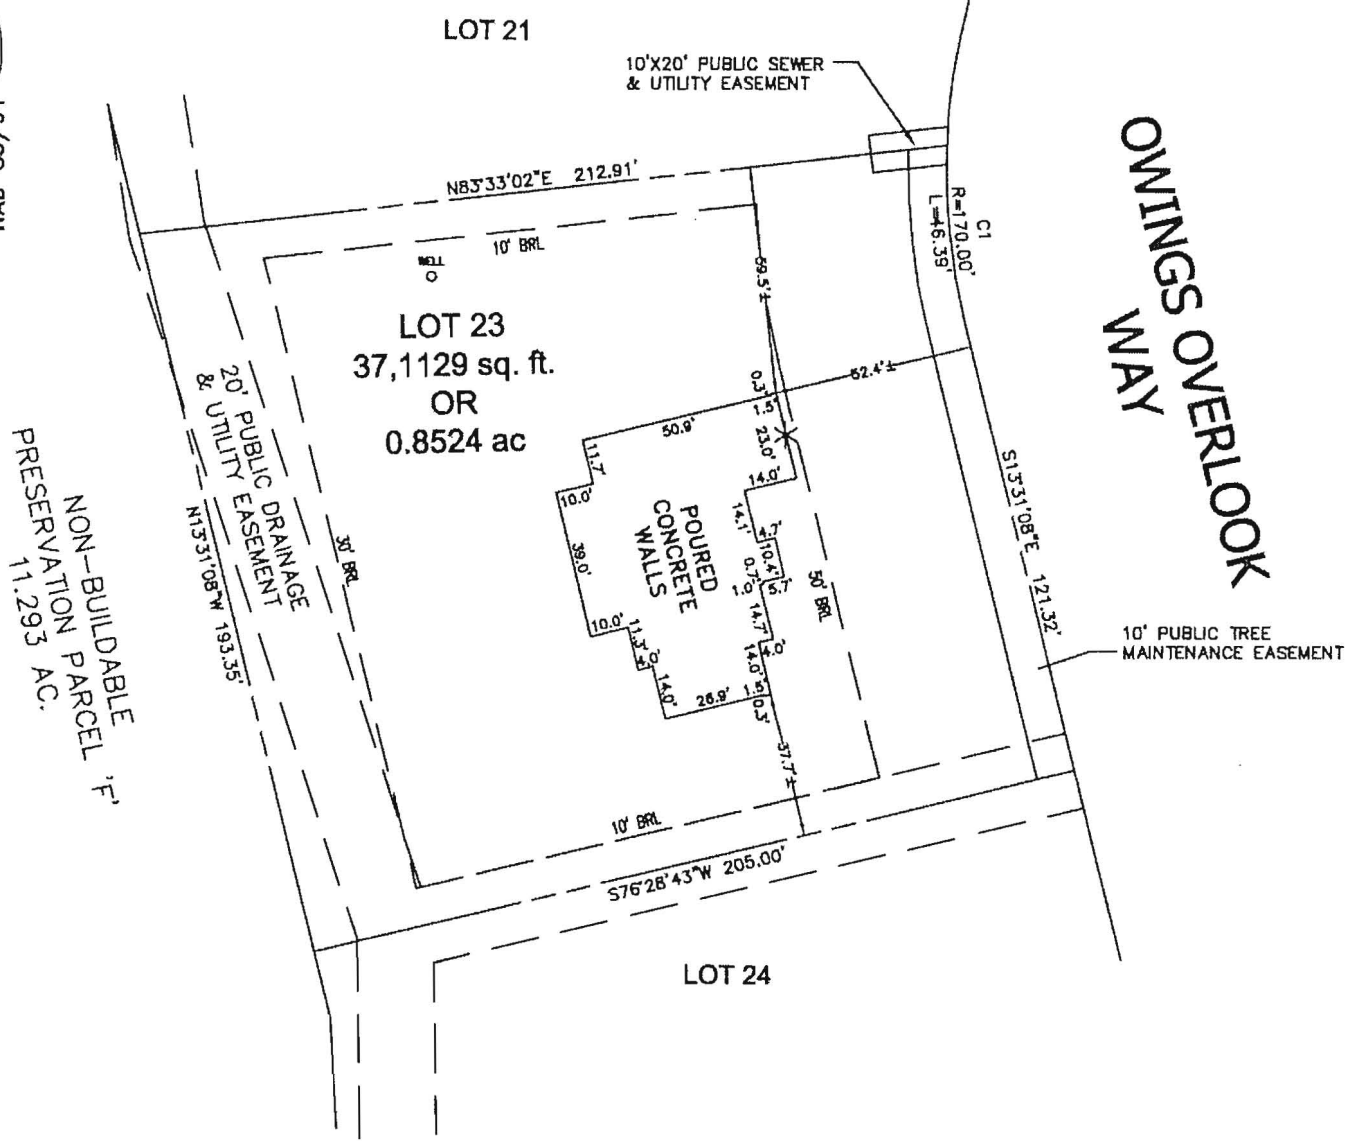 LOT 21
10'X20' PUBLIC SEWER
& UTILITY EASEMENT
OWINGS OVERLOOK
WAY
N83°33'02"E 212.91'
C1
R=170.00'
L=46.39'
10' BRL
WELL
LOT 23
37,1129 sq. ft.
OR
0.8524 ac
69.5'±
52.4'±
0.3'
1.5'
50.9'
23.0'
11.7'
14.0'
10.0'
14.1'
39.0'
POURED
CONCRETE
WALLS
10.4'
0.7'
5.7'
1.0'
14.7'
4.0'
14.0'
1.5'
0.3'
10.0'
11.3'
14.0'
26.9'
37.7'±
50' BRL
30' BRL
20' PUBLIC DRAINAGE
& UTILITY EASEMENT
N13°31'08"W 193.35'
NON-BUILDABLE
PRESERVATION PARCEL 'F'
11.293 AC.
S13°31'08"E 121.32'
10' PUBLIC TREE
MAINTENANCE EASEMENT
10' BRL
S76°28'43"W 205.00'
LOT 24